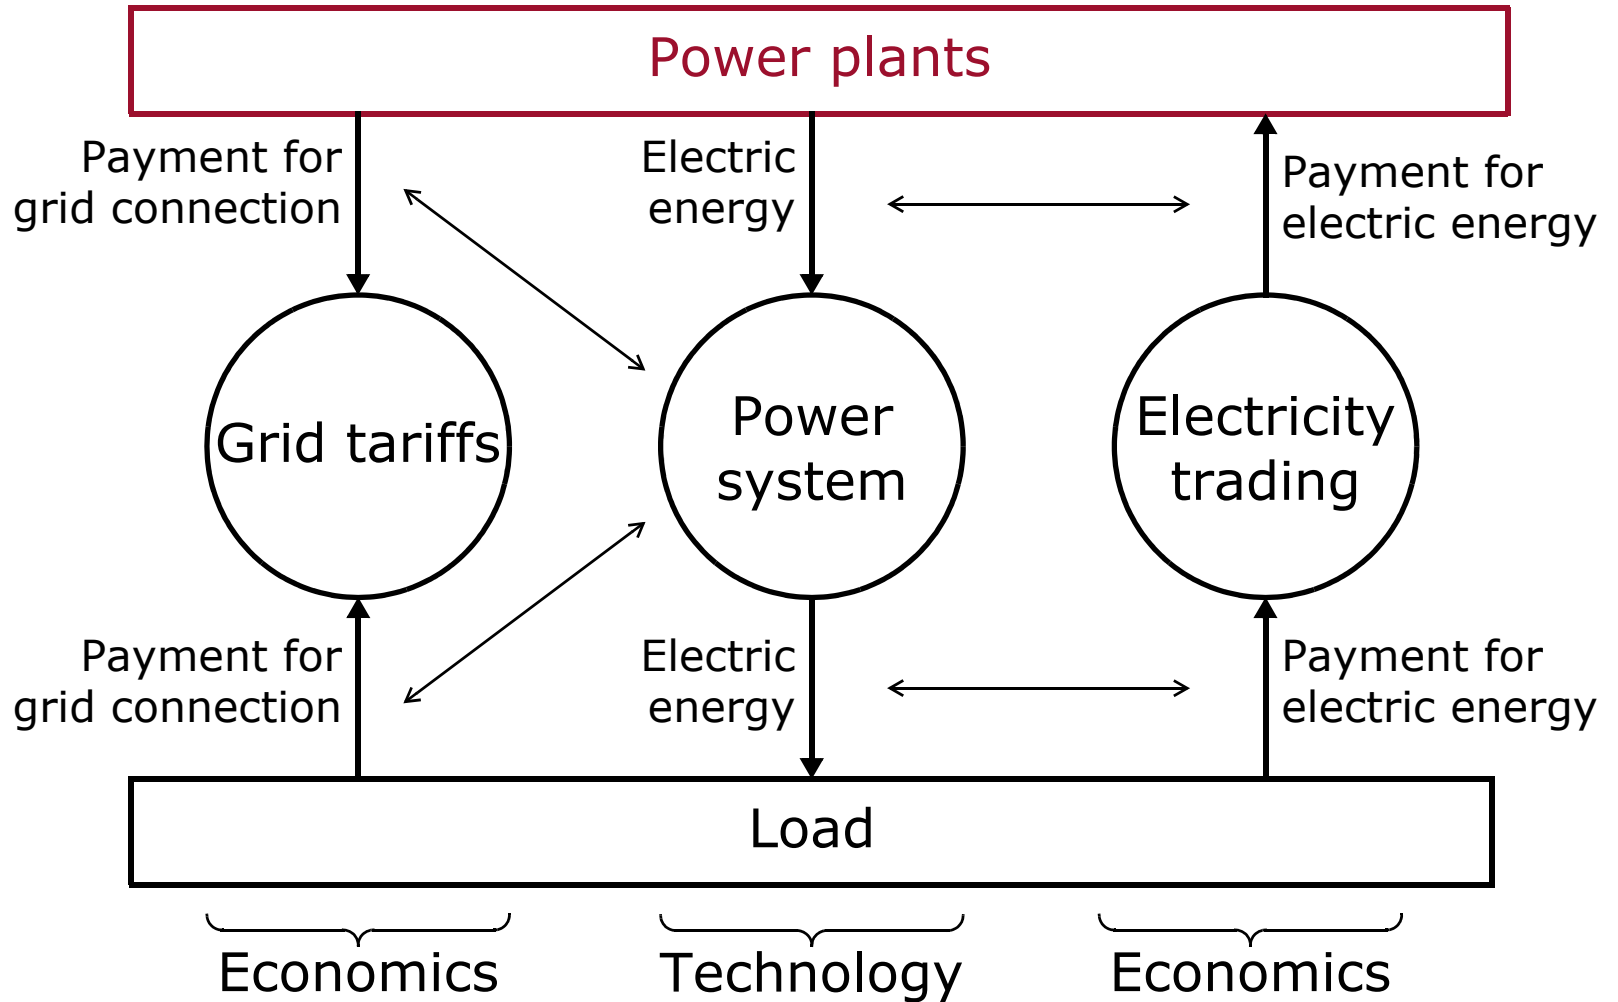 Power plants
Payment for
grid connection
Electric
energy
Payment for
electric energy
Grid tariffs
Power
system
Electricity
trading
Payment for
grid connection
Electric
energy
Payment for
electric energy
Load
Economics
Technology
Economics